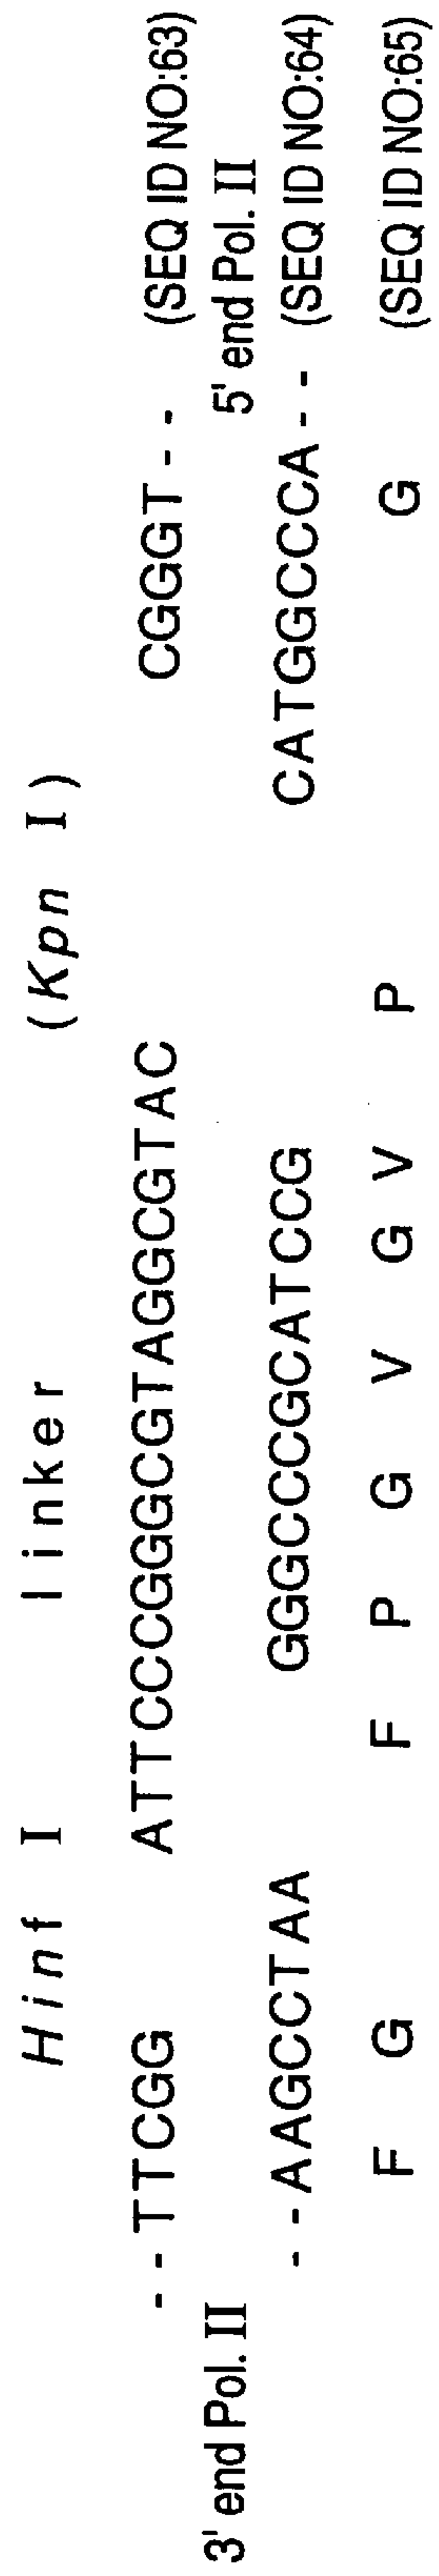 Hinf I linker (Kpn I)
- - TTCGG ATTCCCGGGCGTAGGCGTAC CGGGT - - (SEQ ID NO:63)
3' end Pol. II 5' end Pol. II
- - AAGCCTAA GGGCCCGCATCCG CATGGCCCA - - (SEQ ID NO:64)
F G F P G V G V P G (SEQ ID NO:65)